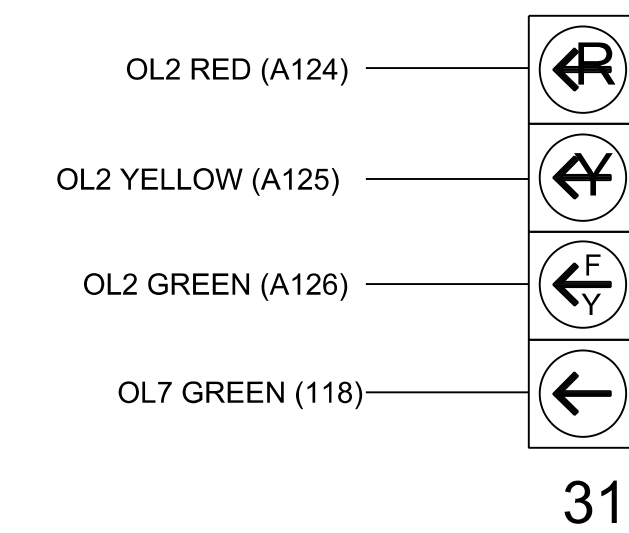 OL2 RED (A124)
R
OL2 YELLOW (A125)
Y
OL2 GREEN (A126)
F
Y
OL7 GREEN (118)
31